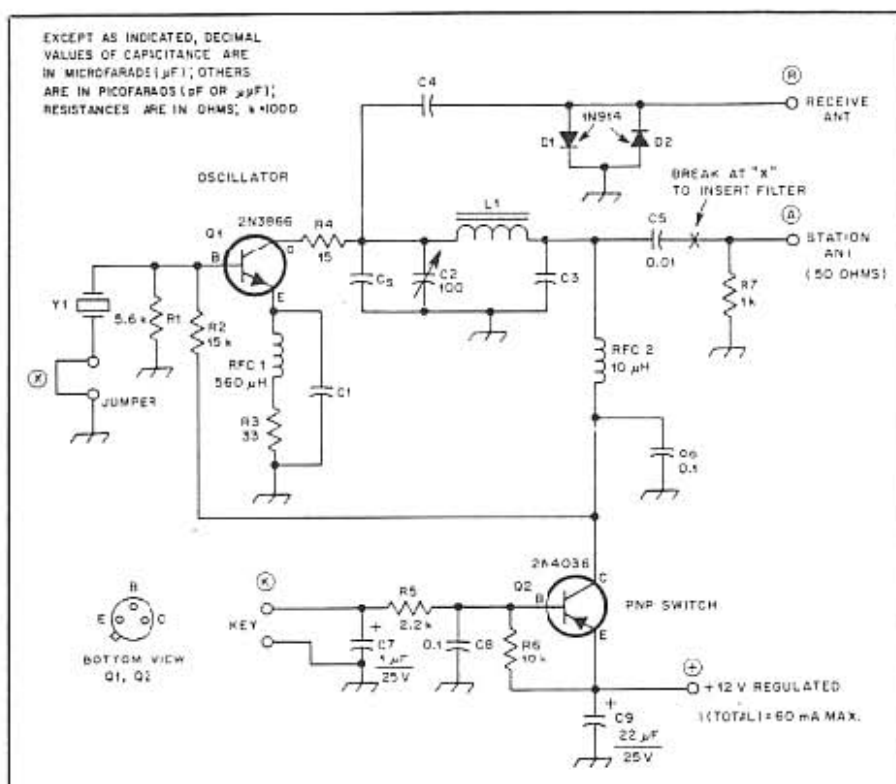 EXCEPT AS INDICATED, DECIMAL
VALUES OF CAPACITANCE ARE
IN MICROFARADS (µF); OTHERS
ARE IN PICOFARADS (pF OR µµF);
RESISTANCES ARE IN OHMS; k=1000
C4
R
RECEIVE
ANT
1N914
D1
D2
OSCILLATOR
BREAK AT "X"
TO INSERT FILTER
2N3866
Q1
R4
15
L1
C5
0.01
X
A
STATION
ANT
(50 OHMS)
B
E
Y1
5.6k
R1
R2
15k
C2
100
C3
R7
1k
RFC 1
560 µH
C1
RFC 2
10 µH
X
JUMPER
R3
33
0.1
2N4036
Q2
C
B
E
PNP SWITCH
K
KEY
R5
2.2k
+
C7
25V
0.1
C8
R6
10k
B
E
C
BOTTOM VIEW
Q1, Q2
+
+12 V REGULATED
I(TOTAL)=60 mA MAX.
+
C9
22 µF
25V